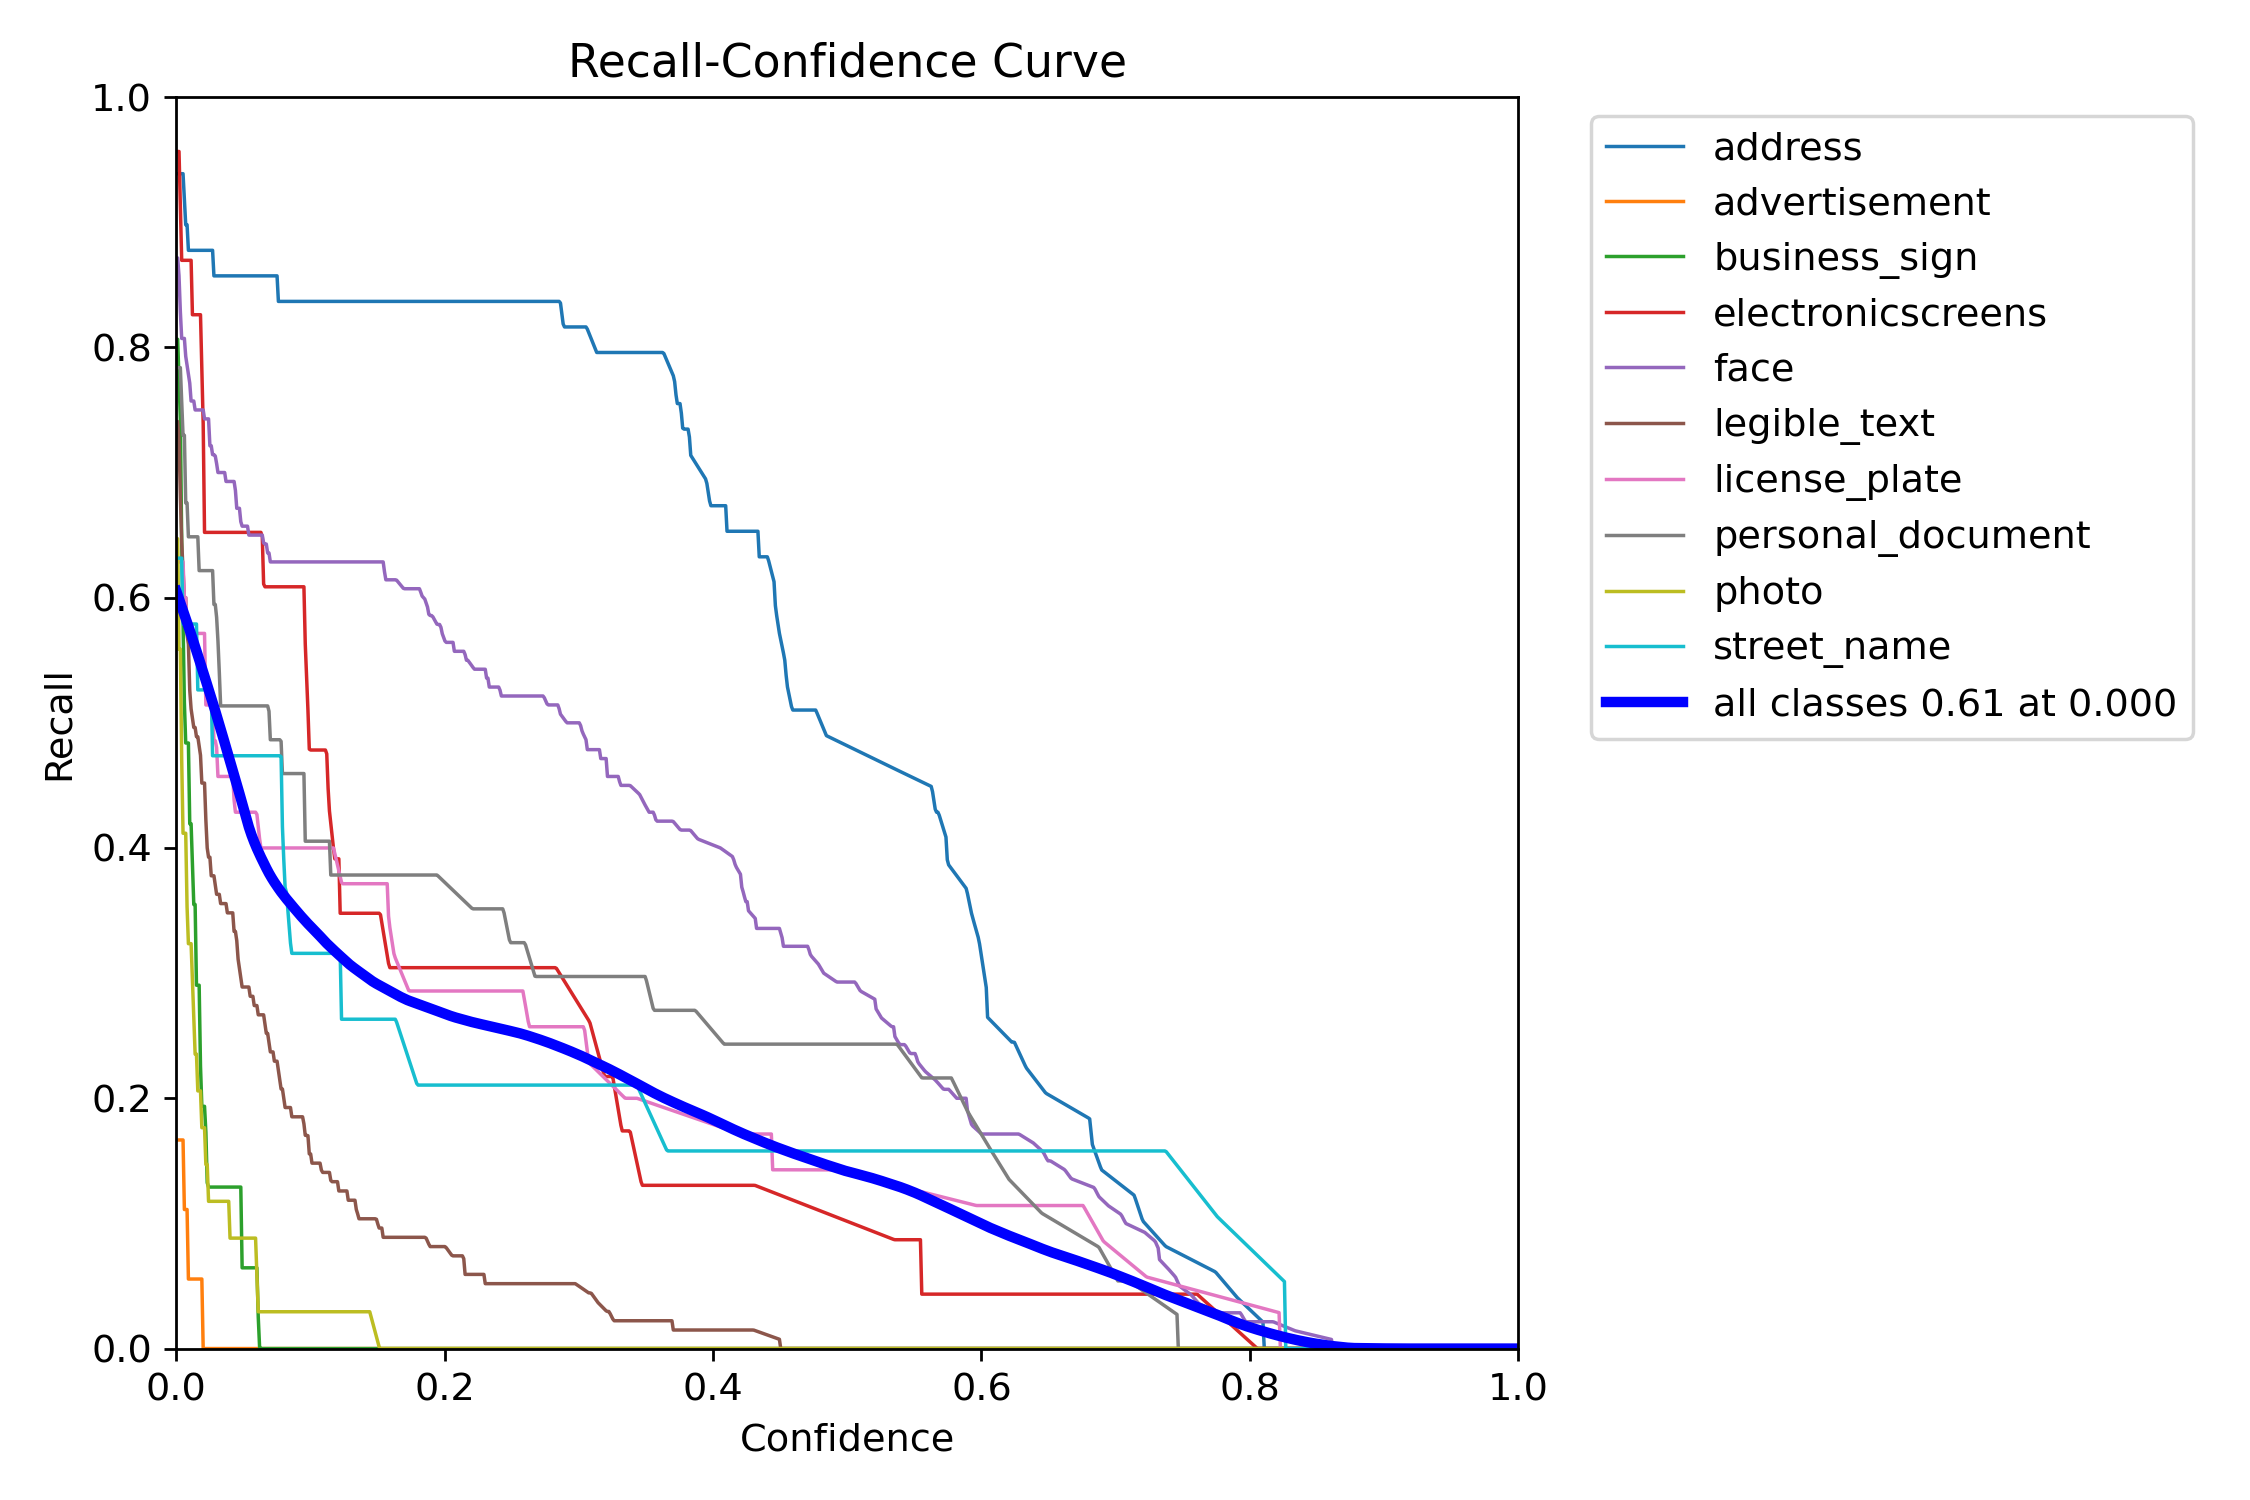 Recall-Confidence Curve
1.0
0.8
0.6
0.4
0.2
0.0
Recall
0.0 0.2 0.4 0.6 0.8 1.0
Confidence
address
advertisement
business_sign
electronicscreens
face
legible_text
license_plate
personal_document
photo
street_name
all classes 0.61 at 0.000